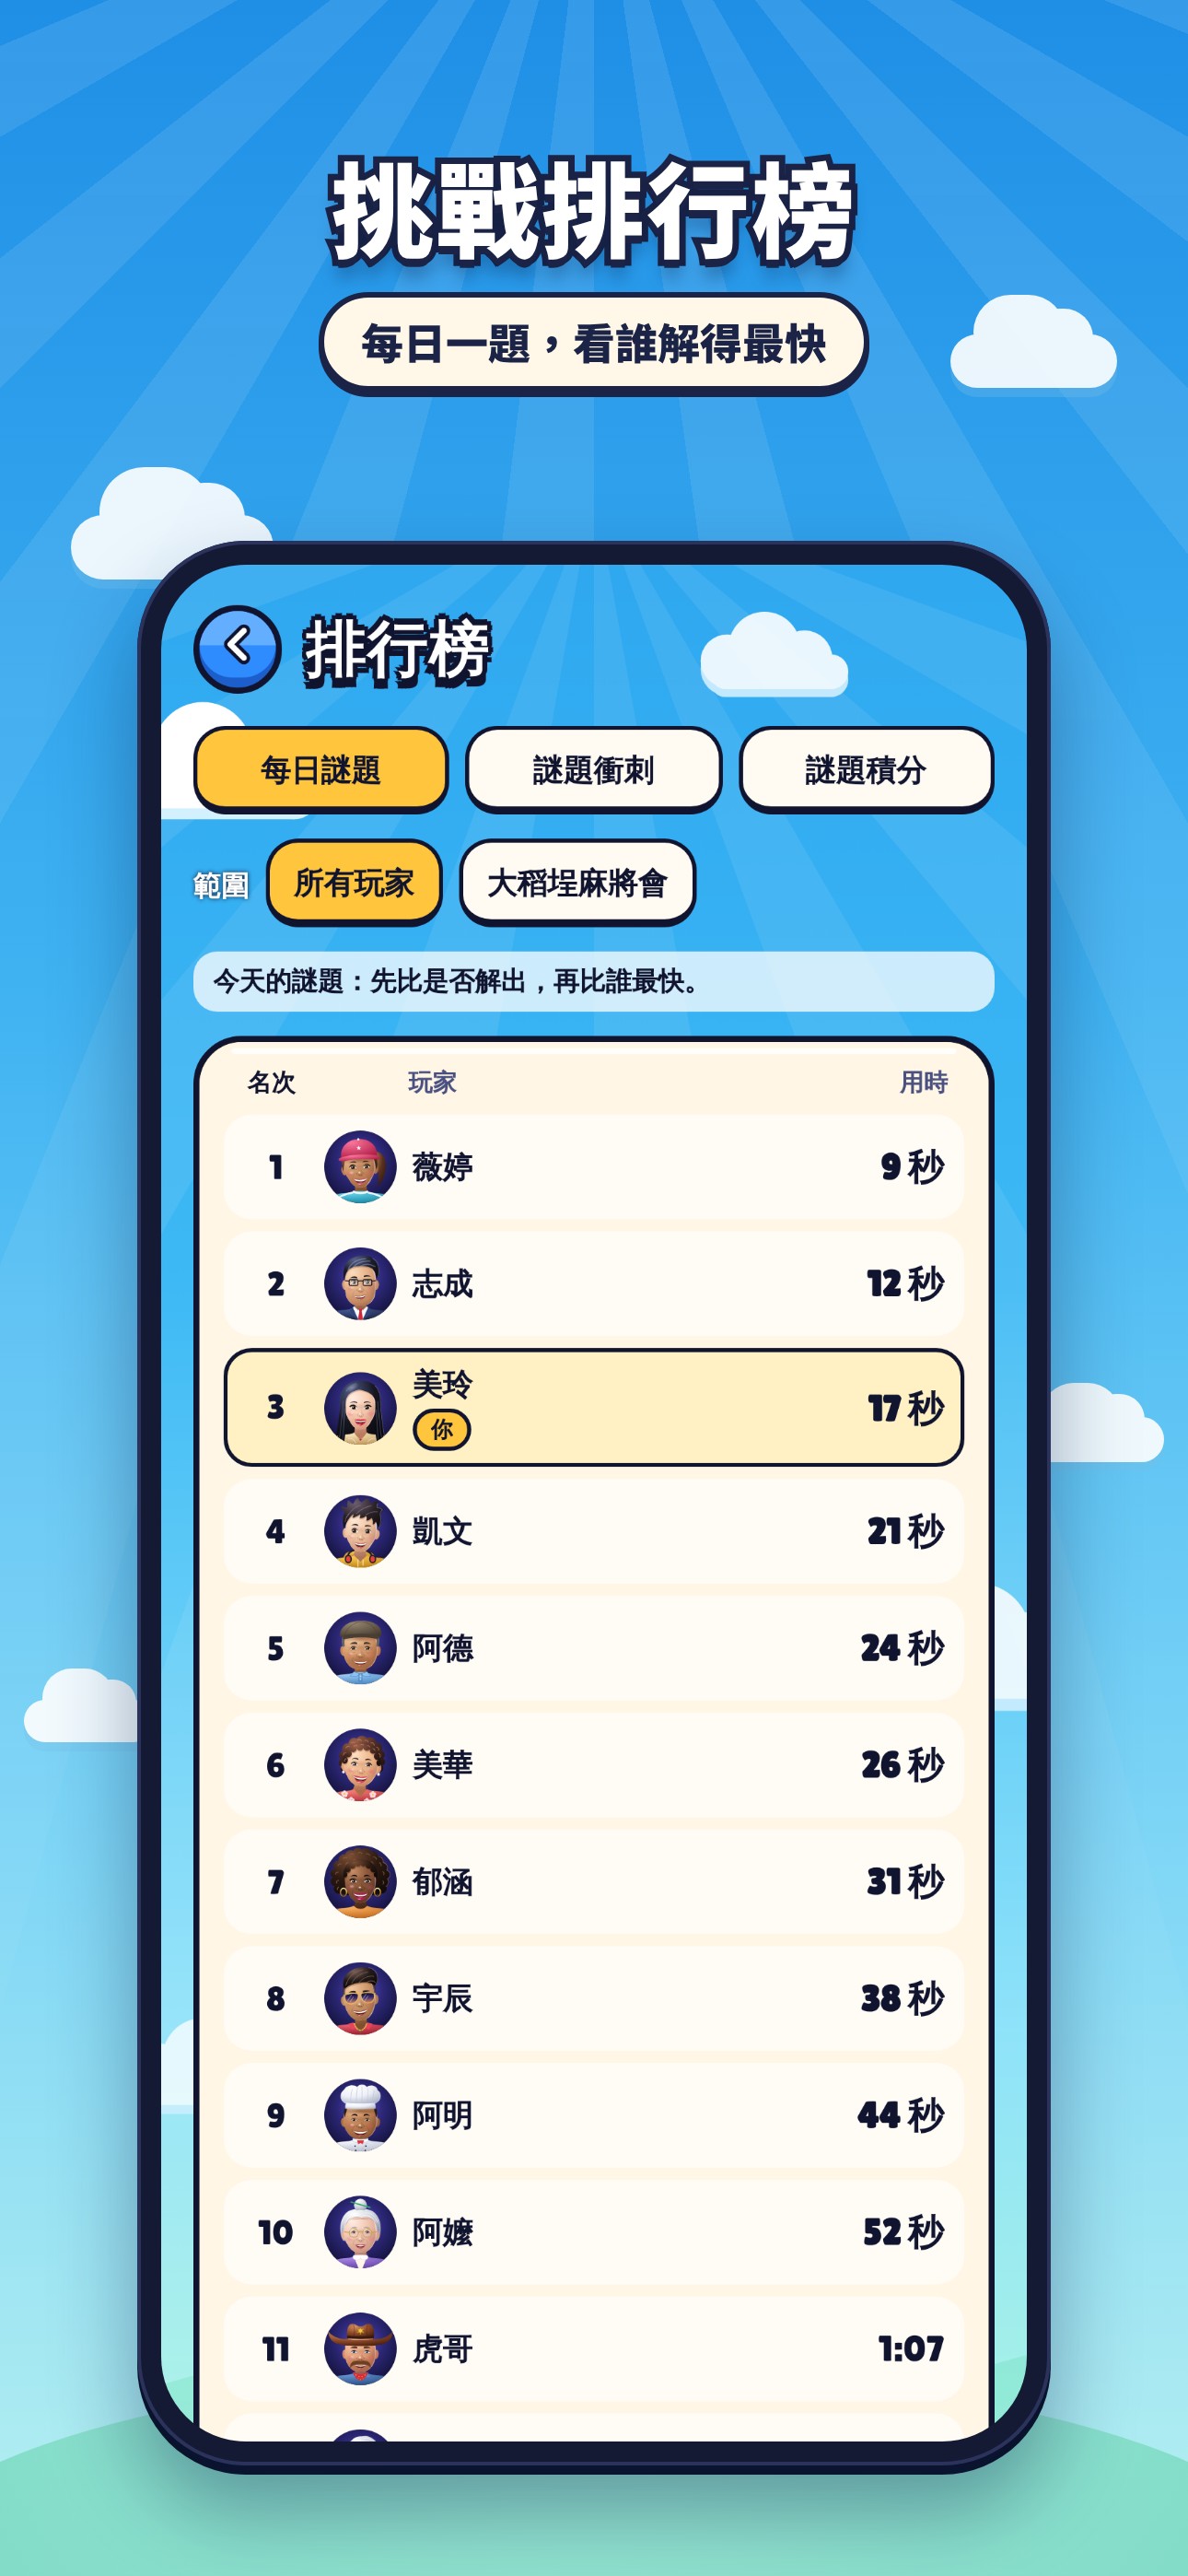 挑戰排行榜
每日一題，看誰解得最快
排行榜
每日謎題 謎題衝刺 謎題積分
範圍 所有玩家 大稻埕麻將會
今天的謎題：先比是否解出，再比誰最快。
名次 玩家 用時
1 薇婷 9 秒
2 志成 12 秒
3 美玲 17 秒
你
4 凱文 21 秒
5 阿德 24 秒
6 美華 26 秒
7 郁涵 31 秒
8 宇辰 38 秒
9 阿明 44 秒
10 阿嬤 52 秒
11 虎哥 1:07